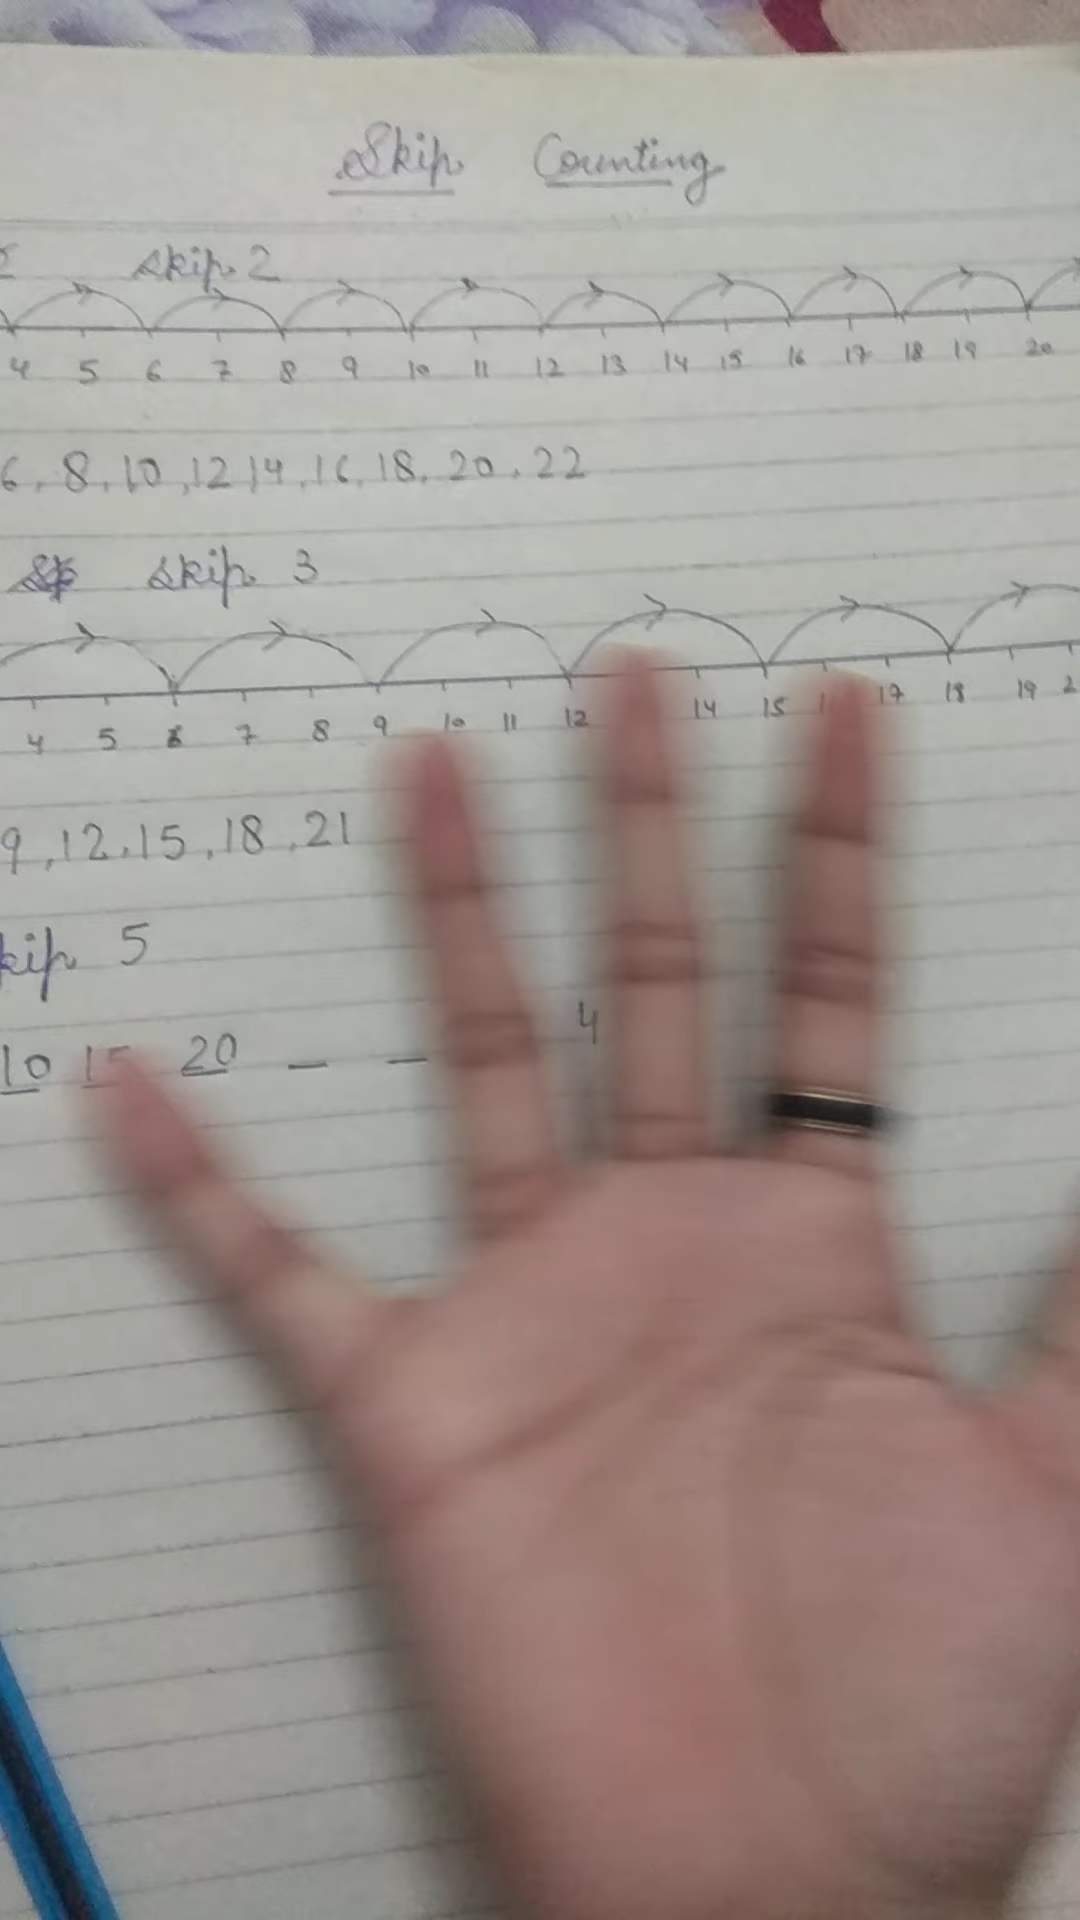 Skip Counting
Skip 2
4 5 6 7 8 9 10 11 12 13 14 15 16 17 18 19 20
6, 8, 10, 12 14, 16, 18, 20, 22
Skip 3
4 5 6 7 8 9 10 11 12 14 15 17 18 19
9, 12, 15, 18, 21
kip 5
10 15 20 _ _ 4